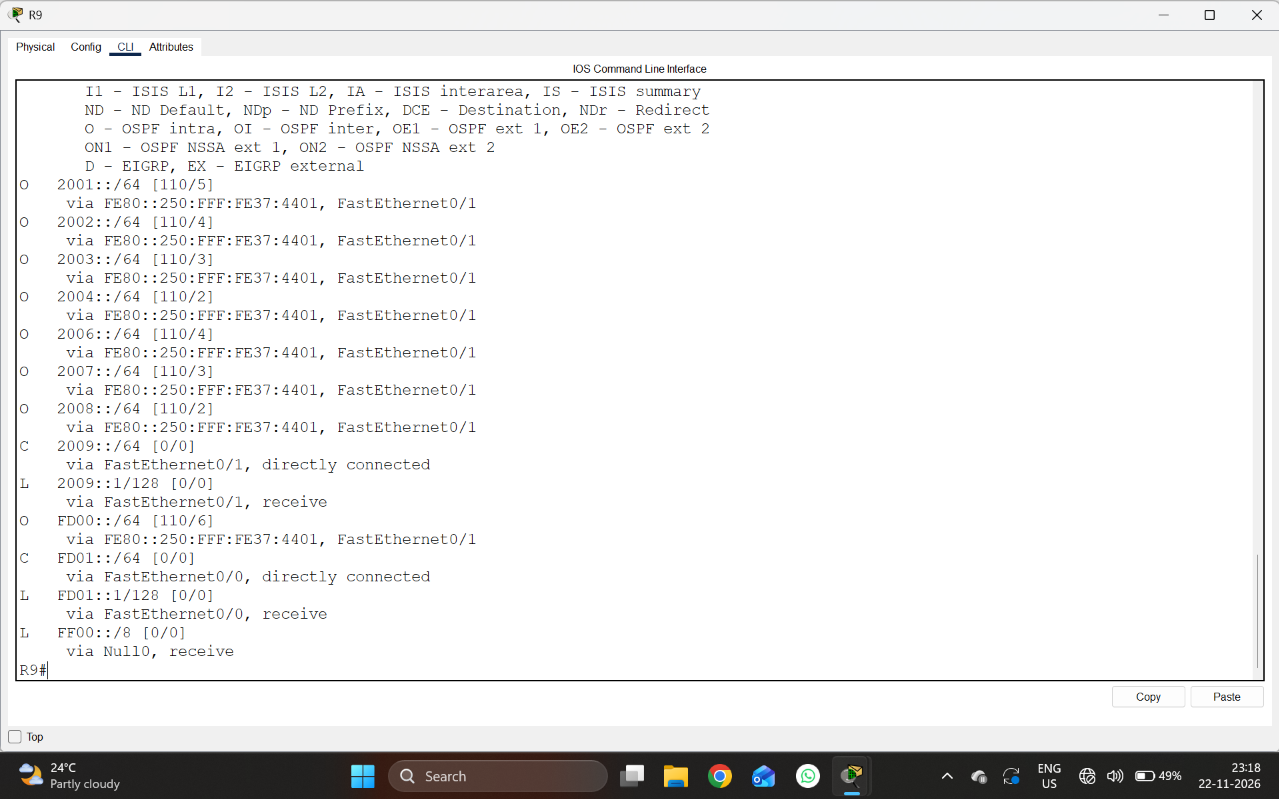 R9
Physical Config CLI Attributes
IOS Command Line Interface
I1 - ISIS L1, I2 - ISIS L2, IA - ISIS interarea, IS - ISIS summary
ND - ND Default, NDp - ND Prefix, DCE - Destination, NDr - Redirect
O - OSPF intra, OI - OSPF inter, OE1 - OSPF ext 1, OE2 - OSPF ext 2
ON1 - OSPF NSSA ext 1, ON2 - OSPF NSSA ext 2
D - EIGRP, EX - EIGRP external
O 2001::/64 [110/5]
via FE80::250:FFF:FE37:4401, FastEthernet0/1
O 2002::/64 [110/4]
via FE80::250:FFF:FE37:4401, FastEthernet0/1
O 2003::/64 [110/3]
via FE80::250:FFF:FE37:4401, FastEthernet0/1
O 2004::/64 [110/2]
via FE80::250:FFF:FE37:4401, FastEthernet0/1
O 2006::/64 [110/4]
via FE80::250:FFF:FE37:4401, FastEthernet0/1
O 2007::/64 [110/3]
via FE80::250:FFF:FE37:4401, FastEthernet0/1
O 2008::/64 [110/2]
via FE80::250:FFF:FE37:4401, FastEthernet0/1
C 2009::/64 [0/0]
via FastEthernet0/1, directly connected
L 2009::1/128 [0/0]
via FastEthernet0/1, receive
O FD00::/64 [110/6]
via FE80::250:FFF:FE37:4401, FastEthernet0/1
C FD01::/64 [0/0]
via FastEthernet0/0, directly connected
L FD01::1/128 [0/0]
via FastEthernet0/0, receive
L FF00::/8 [0/0]
via Null0, receive
R9#
Copy Paste
Top
24°C
Partly cloudy
Search
ENG
US
49%
23:18
22-11-2026